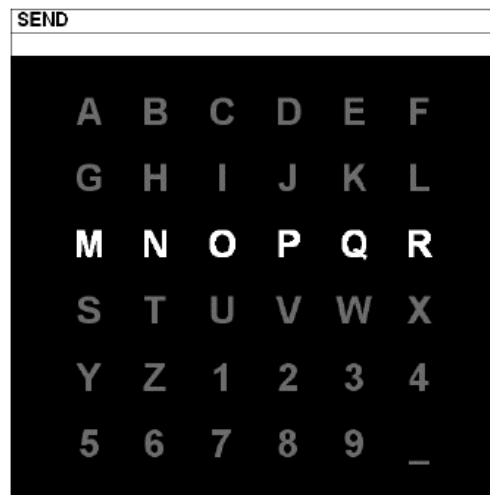 SEND
A B C D E F
G H I J K L
M N O P Q R
S T U V W X
Y Z 1 2 3 4
5 6 7 8 9 _